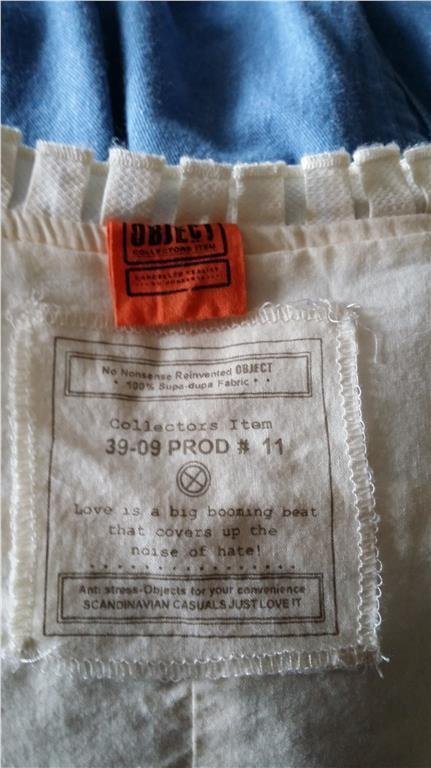 OBJECT
COLLECTORS ITEM
CANCELLED REALITY
No Nonsense Reinvented OBJECT
• 100% Supa-dupa Fabric • •
Collectors Item
39-09 PROD # 11
Love is a big booming beat
that covers up the
noise of hate!
Anti stress-Objects for your convenience
SCANDINAVIAN CASUALS JUST LOVE IT